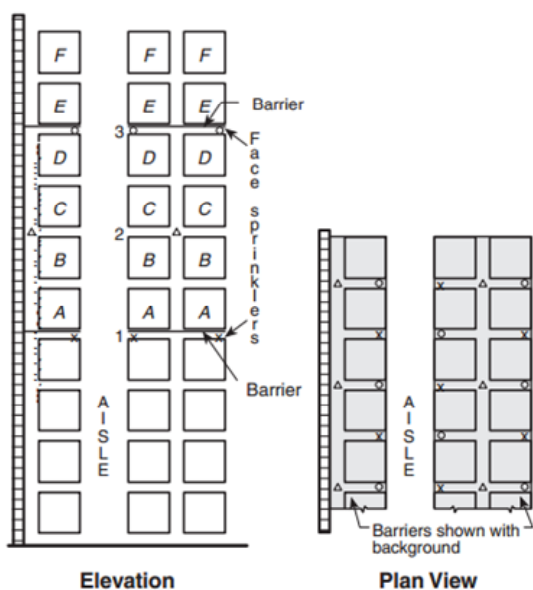 F F F
E E E
Barrier
3
Face sprinklers
D D D
C C C
2
B B B
A A A
1
Barrier
AISLE
AISLE
Barriers shown with
background
Elevation
Plan View